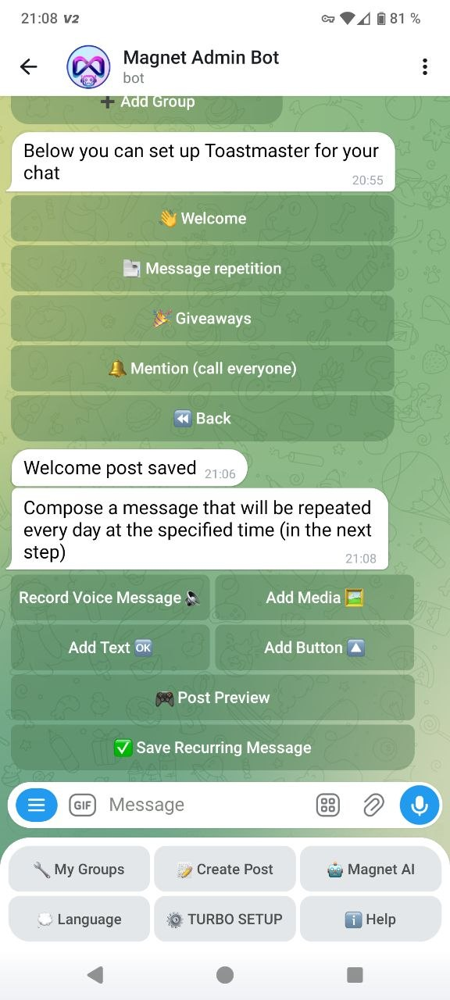 21:08 V2 81 %
Magnet Admin Bot
bot
➕ Add Group
Below you can set up Toastmaster for your
chat
20:55
👋 Welcome
📑 Message repetition
🎉 Giveaways
🔔 Mention (call everyone)
⏪ Back
Welcome post saved 21:06
Compose a message that will be repeated
every day at the specified time (in the next
step)
21:08
Record Voice Message 🔊 Add Media 🖼️
Add Text 🆗 Add Button 🔼
🎮 Post Preview
✅ Save Recurring Message
GIF Message
🔧 My Groups 📝 Create Post 🤖 Magnet AI
💭 Language ⚙️ TURBO SETUP ℹ️ Help